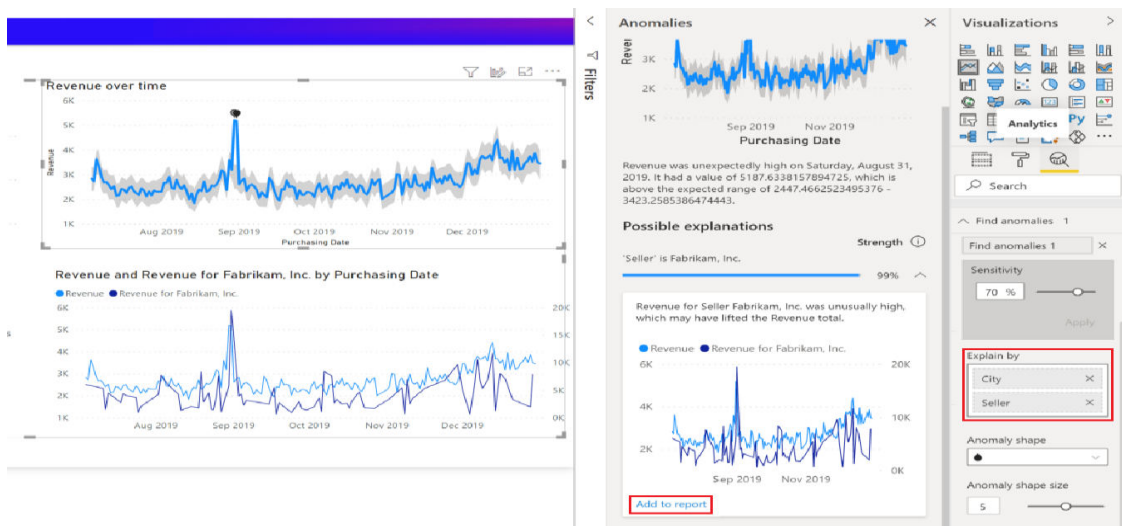 Revenue over time
6K
5K
4K
3K
2K
1K
Revenue
Aug 2019 Sep 2019 Oct 2019 Nov 2019 Dec 2019
Purchasing Date
Revenue and Revenue for Fabrikam, Inc. by Purchasing Date
Revenue Revenue for Fabrikam, Inc.
6K 20K
5K 15K
4K 10K
3K
2K 5K
1K 0K
Aug 2019 Sep 2019 Oct 2019 Nov 2019 Dec 2019
Filters
Anomalies
3K
2K
1K
Sep 2019 Nov 2019
Purchasing Date
Revenue was unexpectedly high on Saturday, August 31,
2019. It had a value of 5187.6338157894725, which is
above the expected range of 2447.4662523495376 -
3423.2585386474443.
Possible explanations
Strength
'Seller' is Fabrikam, Inc.
99%
Revenue for Seller Fabrikam, Inc. was unusually high,
which may have lifted the Revenue total.
Revenue Revenue for Fabrikam, Inc.
6K 20K
4K 10K
2K
0K
Sep 2019 Nov 2019
Add to report
Visualizations
Analytics
Py
Search
Find anomalies 1
Find anomalies 1
Sensitivity
70 %
Apply
Explain by
City
Seller
Anomaly shape
Anomaly shape size
5